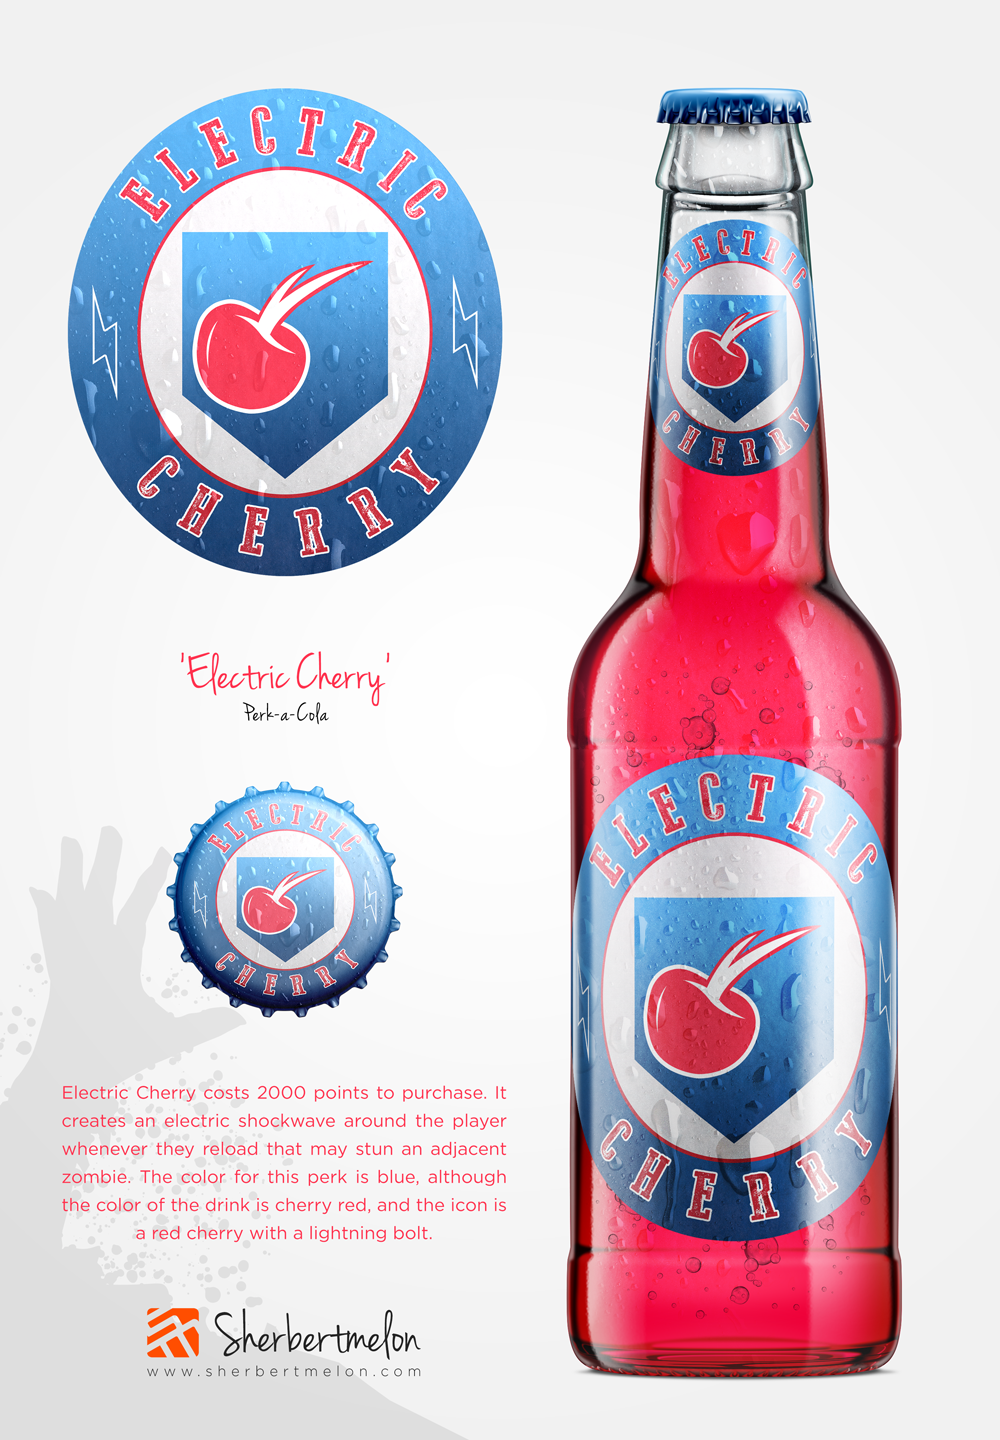 ELECTRIC
CHERRY
ELECTRIC
CHERRY
'Electric Cherry'
Perk-a-Cola
ELECTRIC
CHERRY
ELECTRIC
CHERRY
Electric Cherry costs 2000 points to purchase. It
creates an electric shockwave around the player
whenever they reload that may stun an adjacent
zombie. The color for this perk is blue, although
the color of the drink is cherry red, and the icon is
a red cherry with a lightning bolt.
Sherbertmelon
www.sherbertmelon.com